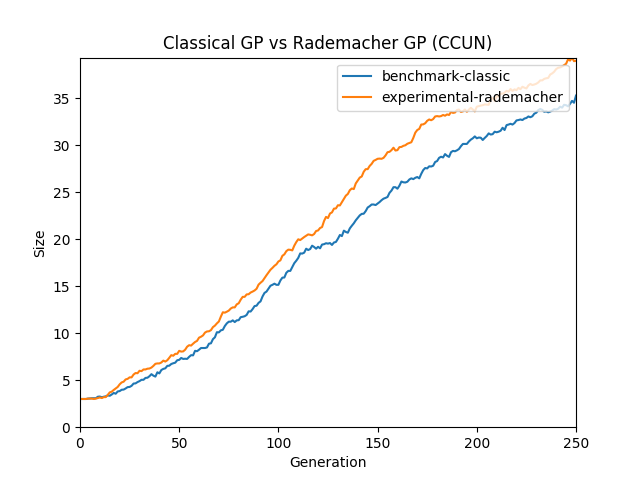 Classical GP vs Rademacher GP (CCUN)
benchmark-classic
experimental-rademacher
Size
35
30
25
20
15
10
5
0
0 50 100 150 200 250
Generation